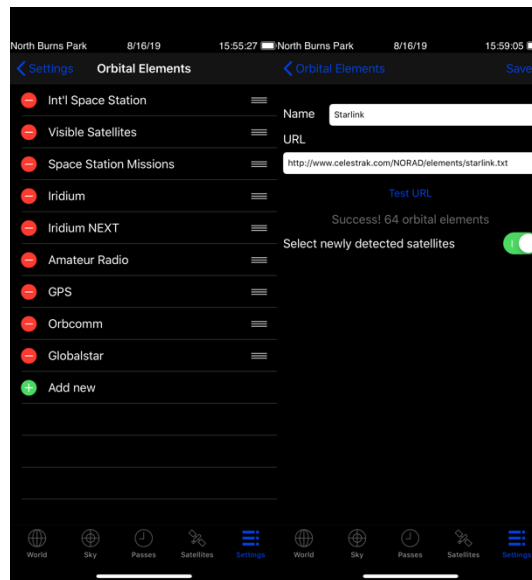 North Burns Park 8/16/19 15:55:27
Settings Orbital Elements
Int'l Space Station
Visible Satellites
Space Station Missions
Iridium
Iridium NEXT
Amateur Radio
GPS
Orbcomm
Globalstar
Add new
World Sky Passes Satellites Settings
North Burns Park 8/16/19 15:59:05
Orbital Elements Save
Name Starlink
URL
http://www.celestrak.com/NORAD/elements/starlink.txt
Test URL
Success! 64 orbital elements
Select newly detected satellites
World Sky Passes Satellites Settings